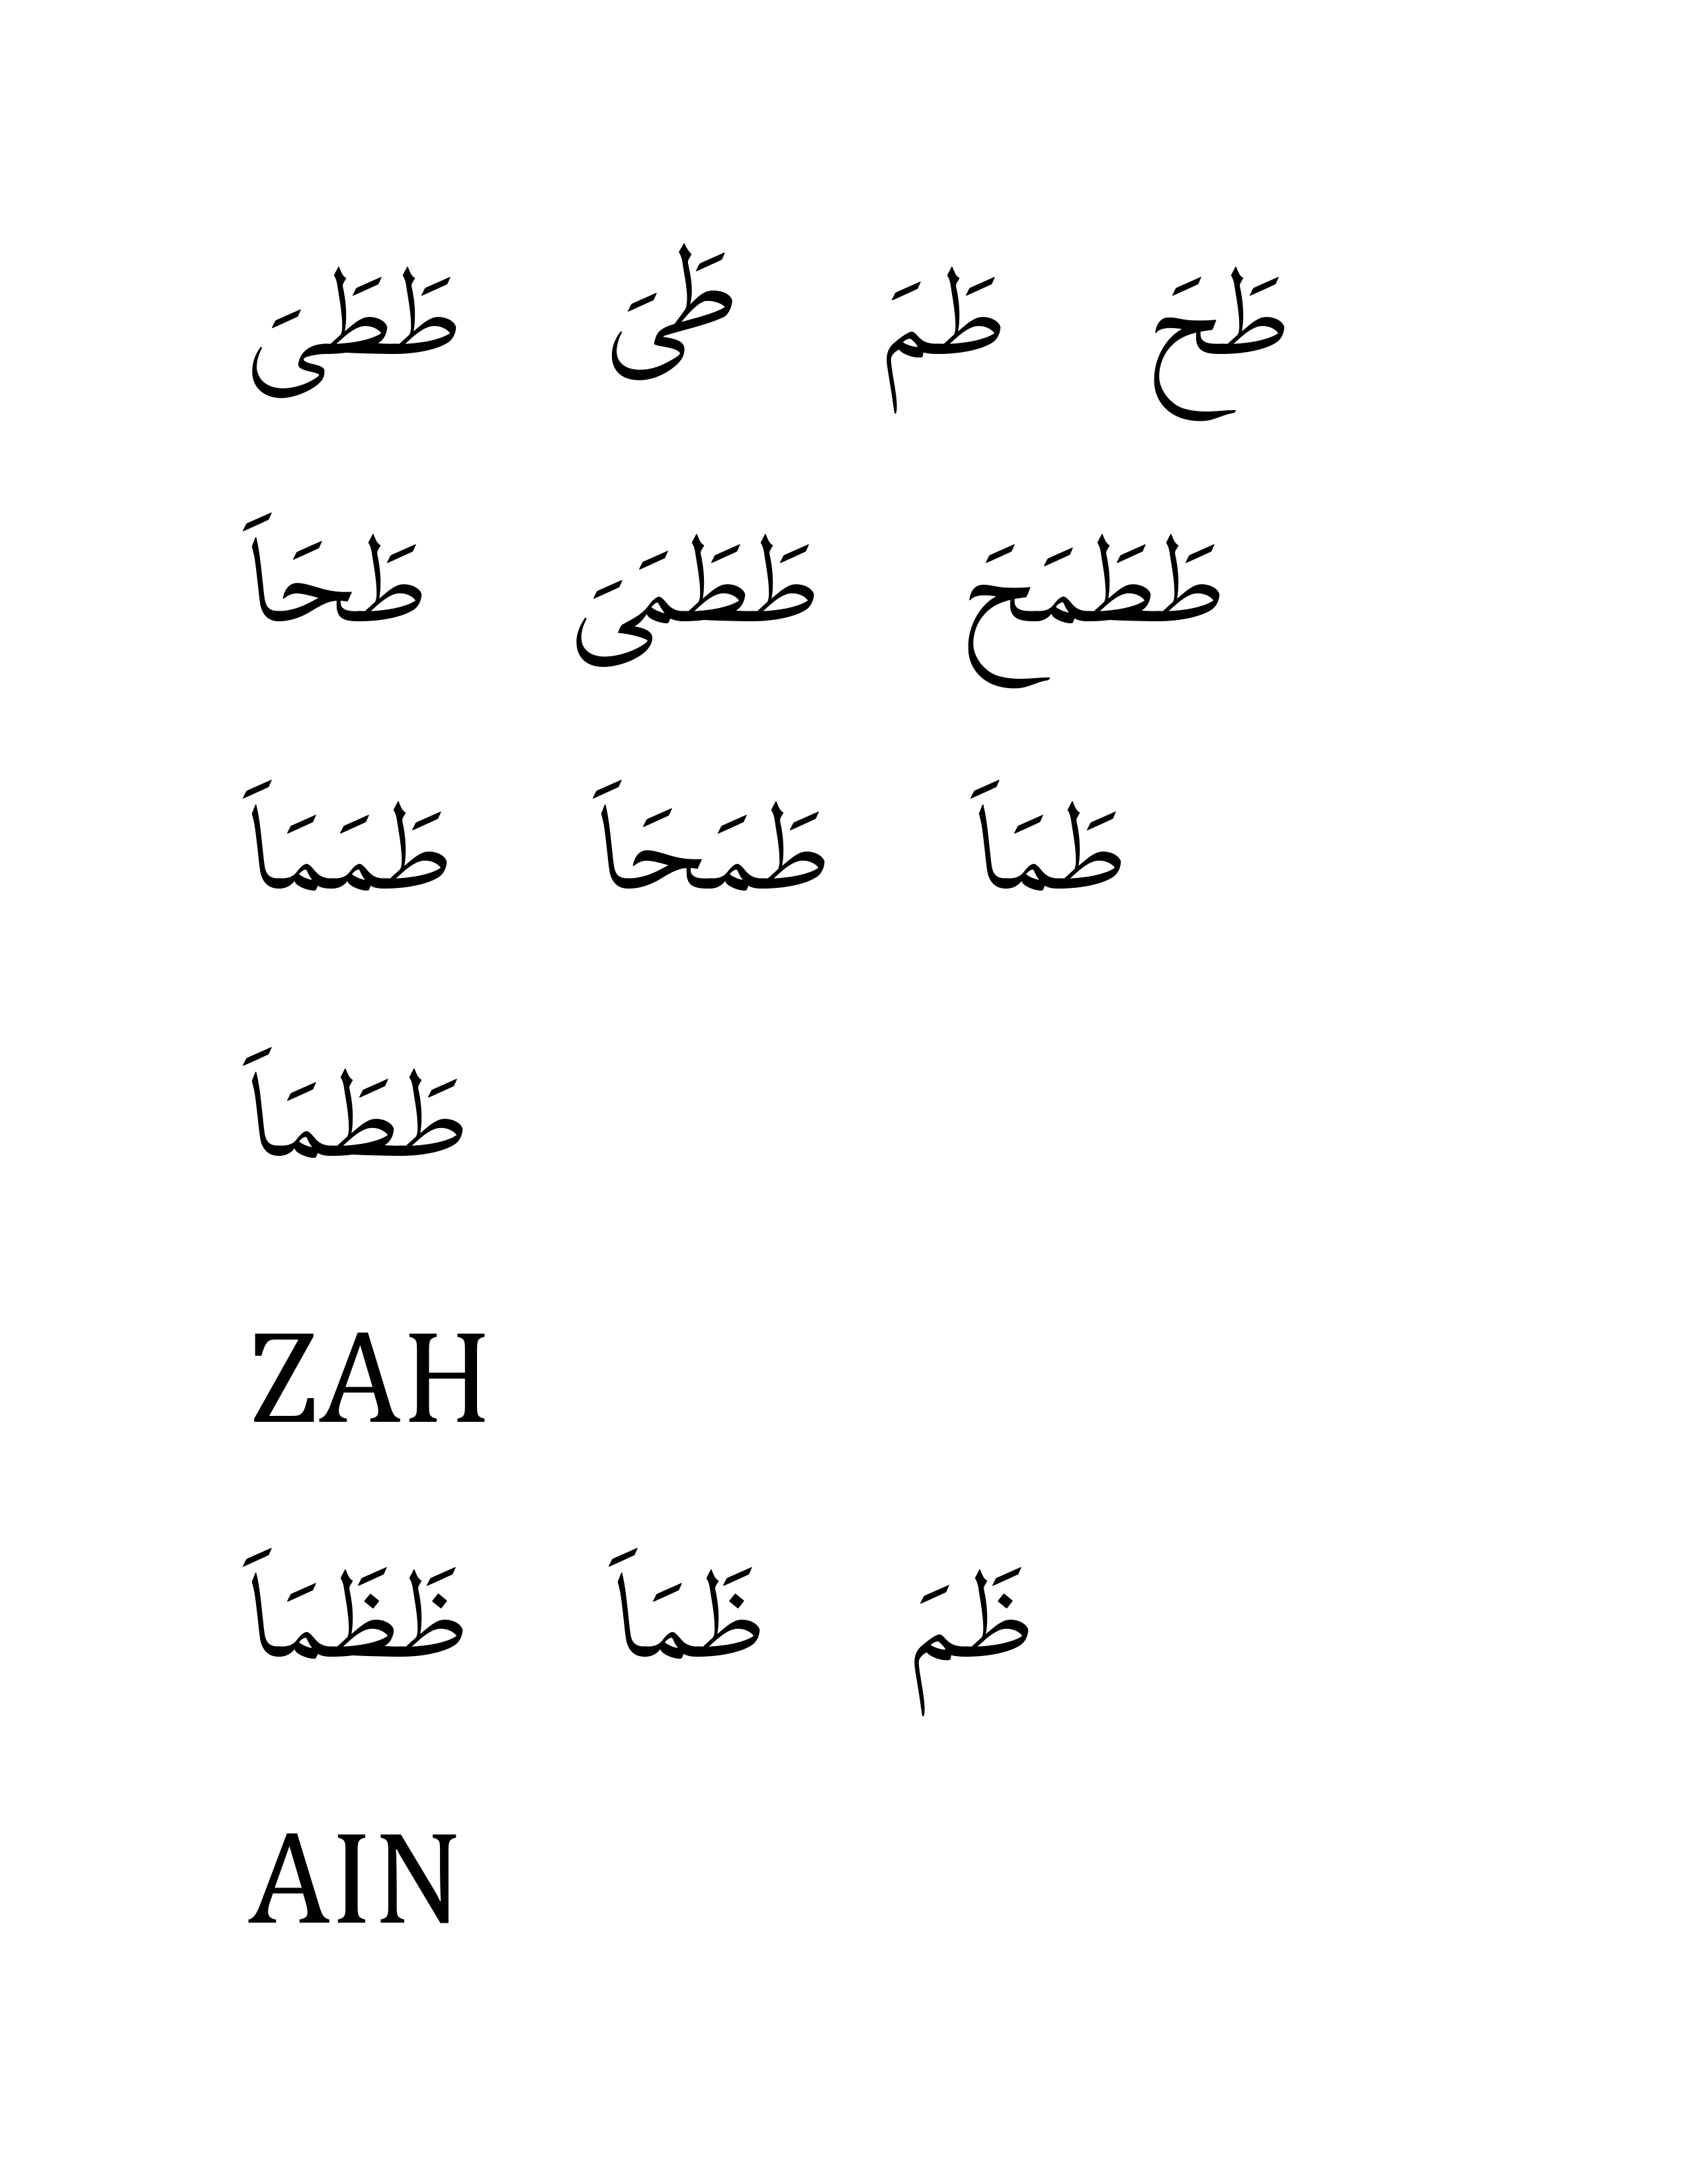 طَحَ طَمَ طَىَ طَطَىَ
طَطَمَحَ طَطَمَىَ طَحَاَ
طَمَاَ طَمَحَاَ طَمَمَاَ
طَطَمَاَ
ZAH
ظَمَ ظَمَاَ ظَظَمَاَ
AIN